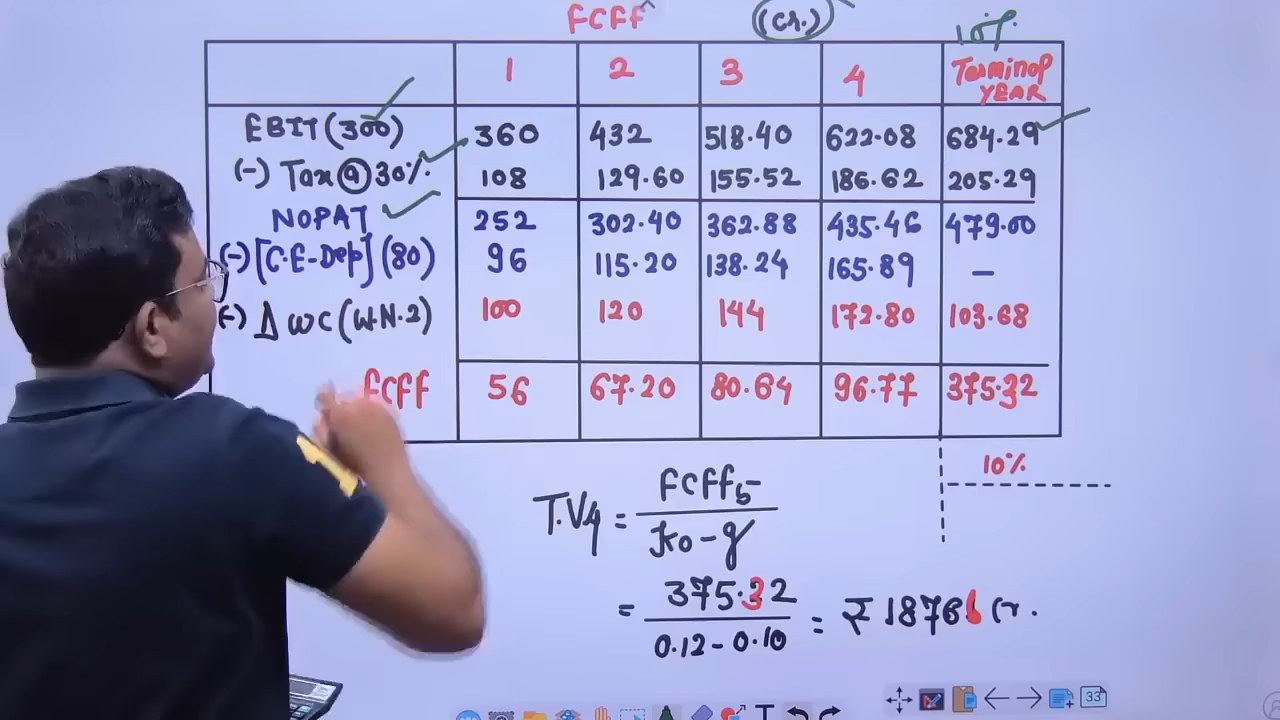 FCFF (Cr.)
10%
1 2 3 4 Terminal YEAR
EBIT (300) 360 432 518.40 622.08 684.29
(-) Tax @ 30% 108 129.60 155.52 186.62 205.29
NOPAT 252 302.40 362.88 435.46 479.00
(-) [C.E-Dep] (80) 96 115.20 138.24 165.89 –
(-) Δ WC (W.N.2) 100 120 144 172.80 103.68
FCFF 56 67.20 80.64 96.77 375.32
10%
T.V4 = FCFF5 / Ko - g
= 375.32 / 0.12 - 0.10 = ₹ 18766 Cr.
33